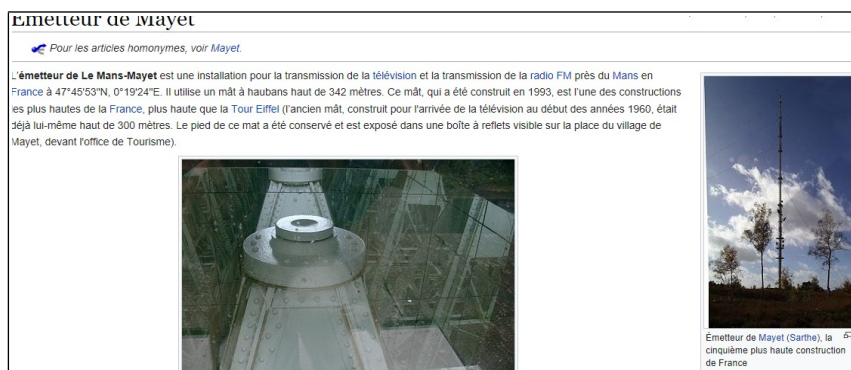 Émetteur de Mayet
Pour les articles homonymes, voir Mayet.
L'émetteur de Le Mans-Mayet est une installation pour la transmission de la télévision et la transmission de la radio FM près du Mans en
France à 47°45'53"N, 0°19'24"E. Il utilise un mât à haubans haut de 342 mètres. Ce mât, qui a été construit en 1993, est l'une des constructions
les plus hautes de la France, plus haute que la Tour Eiffel (l'ancien mât, construit pour l'arrivée de la télévision au début des années 1960, était
déjà lui-même haut de 300 mètres. Le pied de ce mat a été conservé et est exposé dans une boîte à reflets visible sur la place du village de
Mayet, devant l'office de Tourisme).
Émetteur de Mayet (Sarthe), la
cinquième plus haute construction
de France